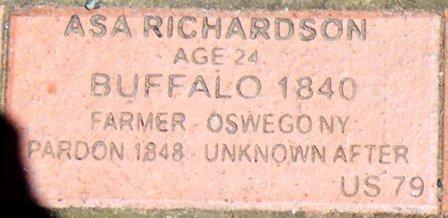 ASA RICHARDSON
AGE 24
BUFFALO 1840
FARMER - OSWEGO NY
PARDON 1848 - UNKNOWN AFTER
US 79